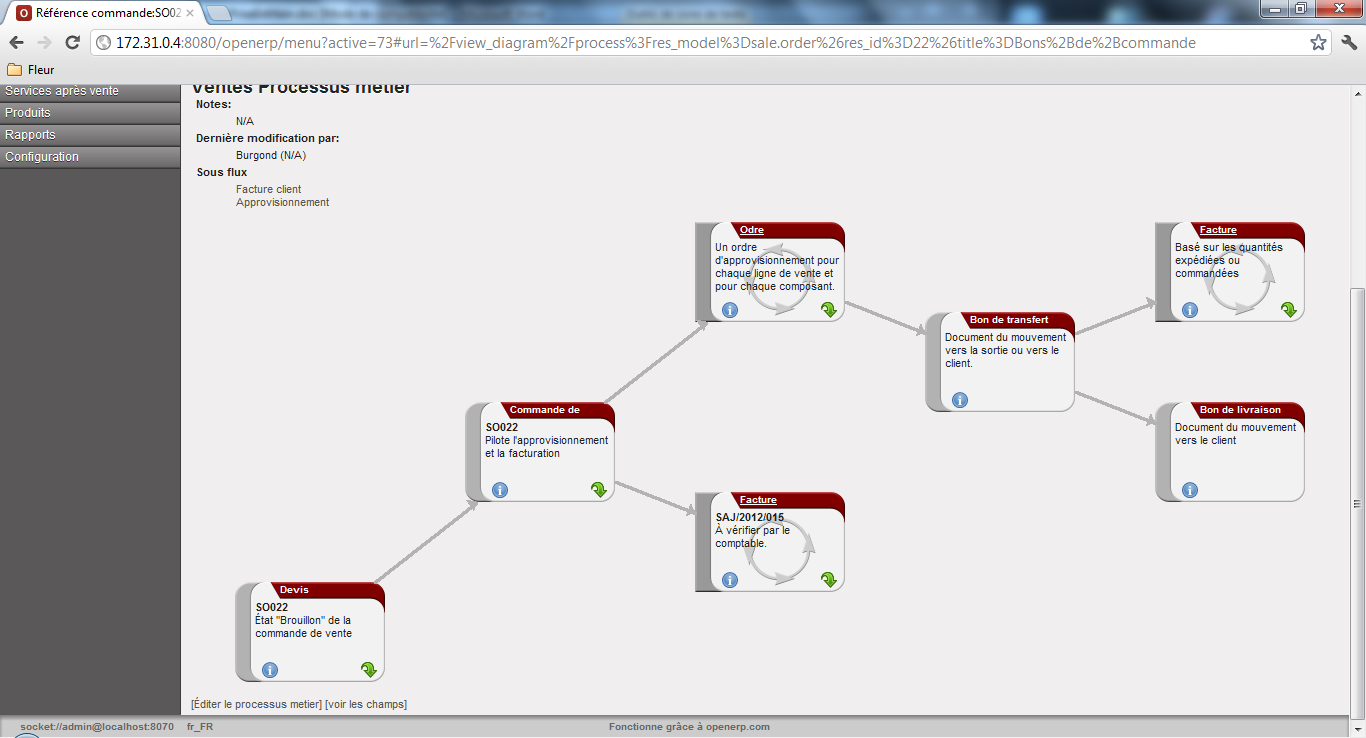 Référence commande:SO02
172.31.0.4:8080/openerp/menu?active=73#url=%2Fview_diagram%2Fprocess%3Fres_model%3Dsale.order%26res_id%3D22%26title%3DBons%2Bde%2Bcommande
Fleur
Services après vente
Produits
Rapports
Configuration
Ventes Processus métier
Notes:
N/A
Dernière modification par:
Burgond (N/A)
Sous flux
Facture client
Approvisionnement
Odre
Un ordre
d'approvisionnement pour
chaque ligne de vente et
pour chaque composant.
Facture
Basé sur les quantités
expédiées ou
commandées
Bon de transfert
Document du mouvement
vers la sortie ou vers le
client.
Commande de
SO022
Pilote l'approvisionnement
et la facturation
Bon de livraison
Document du mouvement
vers le client
Facture
SAJ/2012/015
À vérifier par le
comptable.
Devis
SO022
État "Brouillon" de la
commande de vente
[Éditer le processus metier] [voir les champs]
socket://admin@localhost:8070 fr_FR
Fonctionne grâce à openerp.com